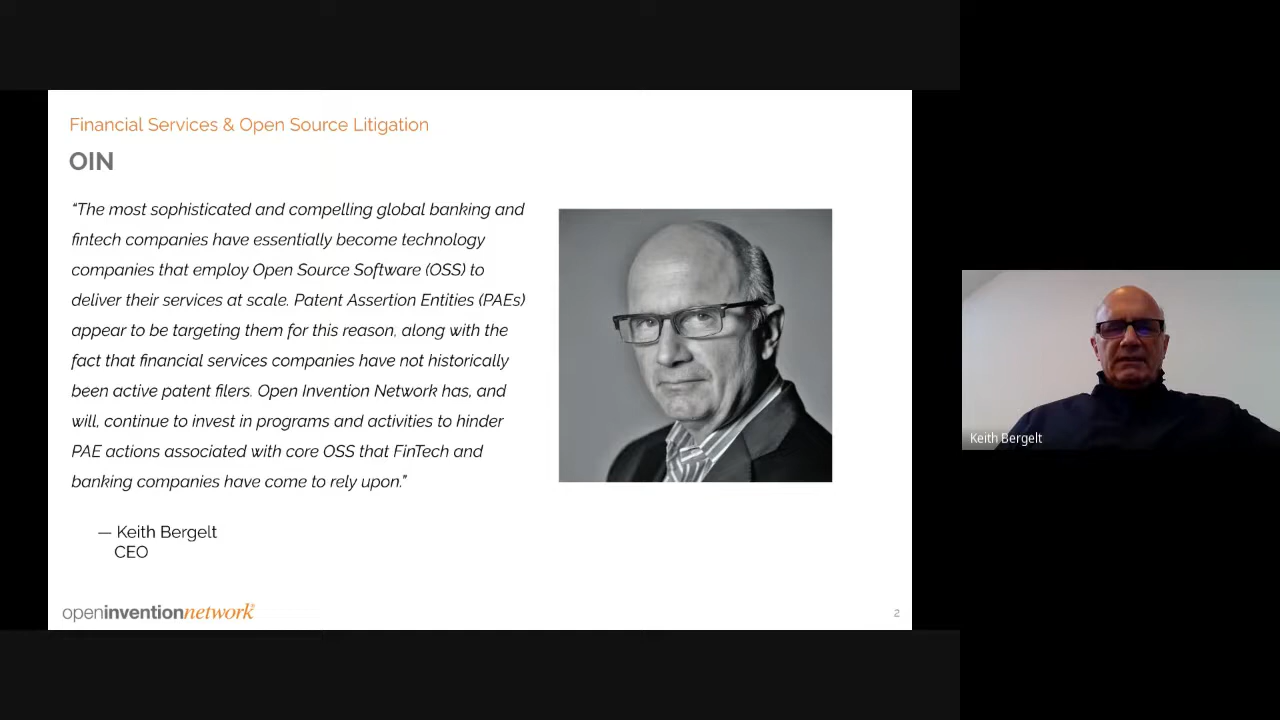 Financial Services & Open Source Litigation
OIN
“The most sophisticated and compelling global banking and
fintech companies have essentially become technology
companies that employ Open Source Software (OSS) to
deliver their services at scale. Patent Assertion Entities (PAEs)
appear to be targeting them for this reason, along with the
fact that financial services companies have not historically
been active patent filers. Open Invention Network has, and
will, continue to invest in programs and activities to hinder
PAE actions associated with core OSS that FinTech and
banking companies have come to rely upon.”
— Keith Bergelt
CEO
openinventionnetwork®
2
Keith Bergelt